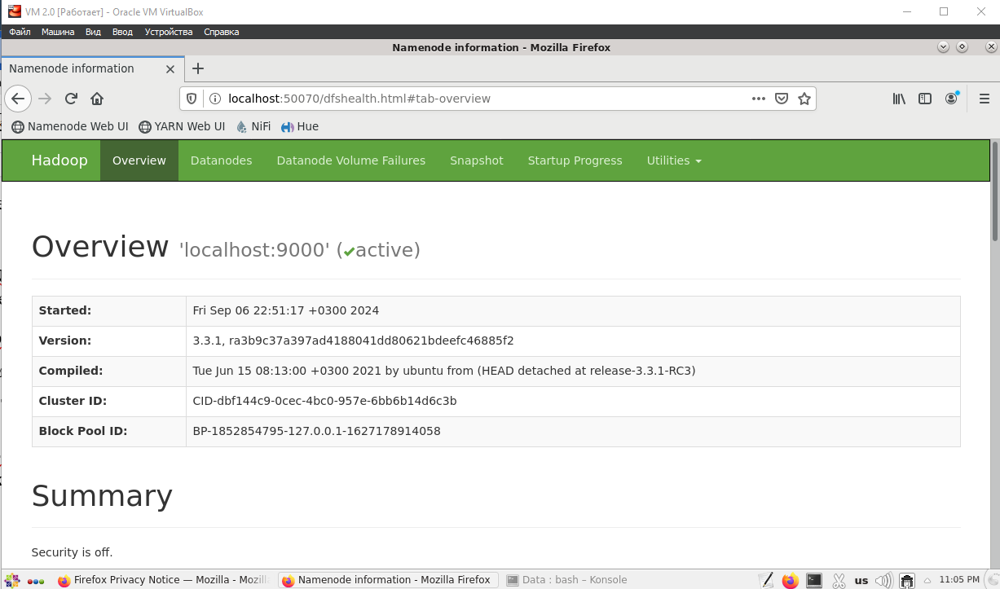 VM 2.0 [Работает] - Oracle VM VirtualBox
Файл Машина Вид Ввод Устройства Справка
Namenode information - Mozilla Firefox
Namenode information
localhost:50070/dfshealth.html#tab-overview
Namenode Web UI YARN Web UI NiFi Hue
Hadoop Overview Datanodes Datanode Volume Failures Snapshot Startup Progress Utilities
Overview 'localhost:9000' (✔active)
Started: Fri Sep 06 22:51:17 +0300 2024
Version: 3.3.1, ra3b9c37a397ad4188041dd80621bdeefc46885f2
Compiled: Tue Jun 15 08:13:00 +0300 2021 by ubuntu from (HEAD detached at release-3.3.1-RC3)
Cluster ID: CID-dbf144c9-0cec-4bc0-957e-6bb6b14d6c3b
Block Pool ID: BP-1852854795-127.0.0.1-1627178914058
Summary
Security is off.
Firefox Privacy Notice — Mozilla - Mozil Namenode information - Mozilla Firefox Data : bash – Konsole us 11:05 PM